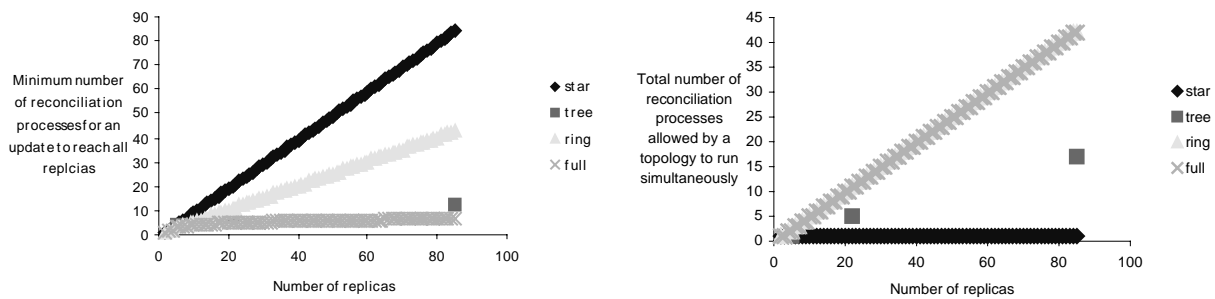 90
80
70
60
50
40
30
20
10
0
Minimum number
of reconciliation
processes for an
update to reach all
replcias
0 20 40 60 80 100
Number of replicas
star
tree
ring
full
45
40
35
30
25
20
15
10
5
0
Total number of
reconciliation
processes
allowed by a
topology to run
simultaneously
0 20 40 60 80 100
Number of replicas
star
tree
ring
full